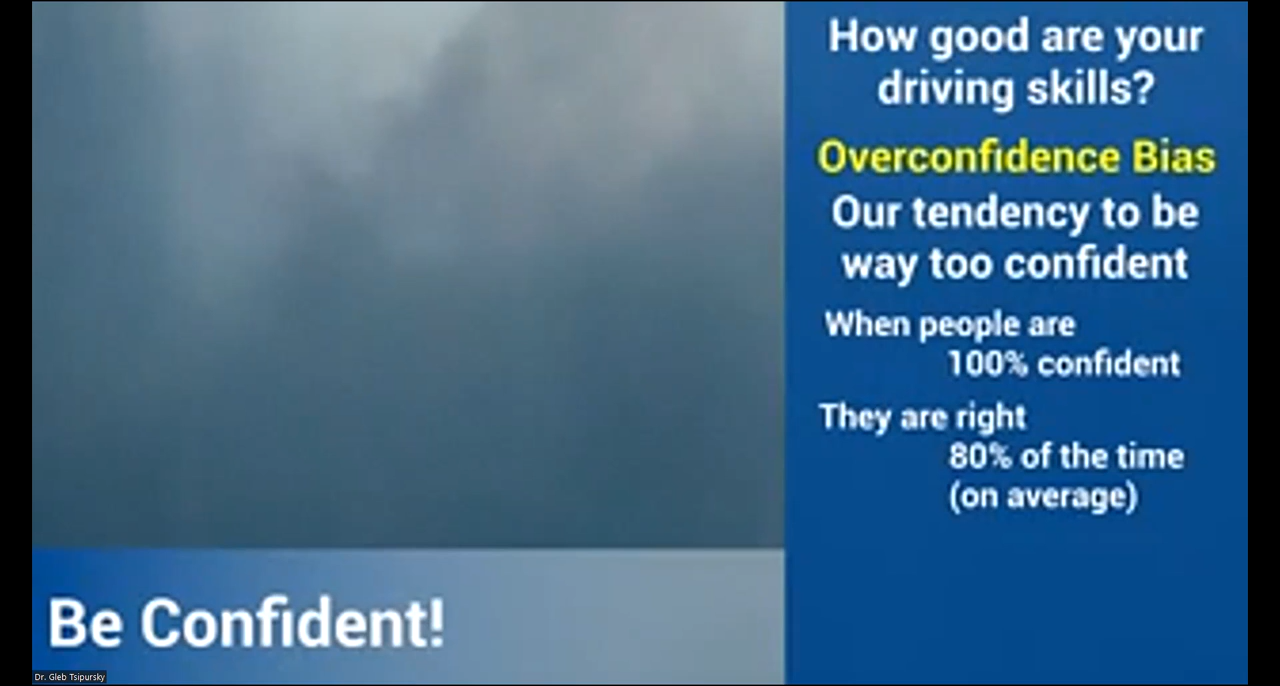 How good are your
driving skills?
Overconfidence Bias
Our tendency to be
way too confident
When people are
100% confident
They are right
80% of the time
(on average)
Be Confident!
Dr. Gleb Tsipursky